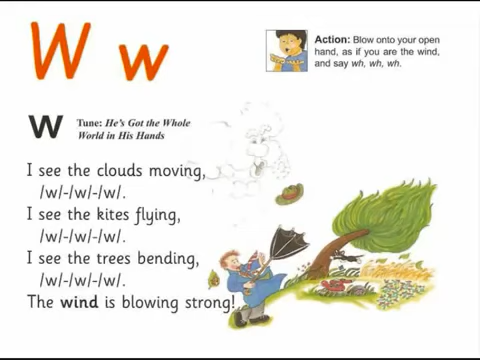 W w
Action: Blow onto your open
hand, as if you are the wind,
and say wh, wh, wh.
w
Tune: He's Got the Whole
World in His Hands
I see the clouds moving,
/w/-/w/-/w/.
I see the kites flying,
/w/-/w/-/w/.
I see the trees bending,
/w/-/w/-/w/.
The wind is blowing strong!